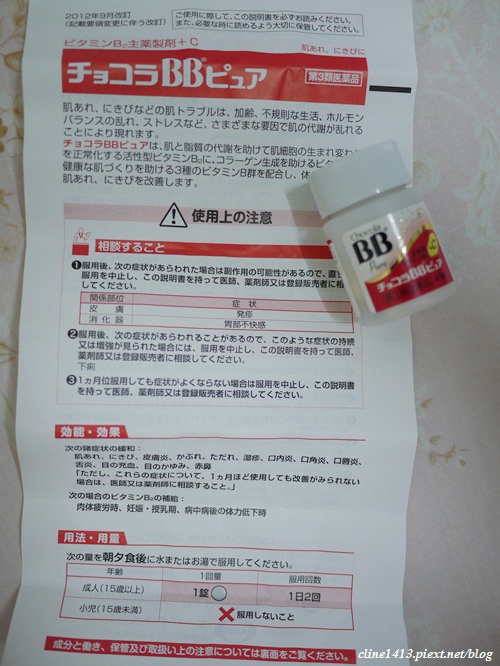 2012年9月改訂
(記載要領変更に伴う改訂)
ご使用に際して、この説明書を必ずお読みください。
また、必要な時に読めるよう大切に保管してください。
ビタミンB₂主薬製剤+C
肌あれ、にきびに
チョコラBB®ピュア
第3類医薬品
肌あれ、にきびなどの肌トラブルは、加齢、不規則な生活、ホルモン
バランスの乱れ、ストレスなど、さまざまな要因で肌の代謝が乱れる
ことにより現れます。
チョコラBBピュアは、肌と脂質の代謝を助けて肌細胞の生まれ変わ
を正常化する活性型ビタミンB₂に、コラーゲン生成を助けるビタ
健康な肌づくりを助ける3種のビタミンB群を配合し、体
肌あれ、にきびを改善します。
Chocola
BB
Pure
チョコラBBピュア
使用上の注意
相談すること
❶服用後、次の症状があらわれた場合は副作用の可能性があるので、直ち
服用を中止し、この説明書を持って医師、薬剤師又は登録販売者に相談し
てください。
関係部位 症状
皮膚 発疹
消化器 胃部不快感
❷服用後、次の症状があらわれることがあるので、このような症状の持続
又は増強が見られた場合には、服用を中止し、この説明書を持って医師、
薬剤師又は登録販売者に相談してください。
下痢
❸1ヵ月位服用しても症状がよくならない場合は服用を中止し、この説明書
を持って医師、薬剤師又は登録販売者に相談してください。
効能・効果
次の諸症状の緩和:
肌あれ、にきび、皮膚炎、かぶれ、ただれ、湿疹、口内炎、口角炎、口唇炎、
舌炎、目の充血、目のかゆみ、赤鼻
「ただし、これらの症状について、1ヵ月ほど使用しても改善がみられない
場合は、医師又は薬剤師に相談すること。」
次の場合のビタミンB₂の補給:
肉体疲労時、妊娠・授乳期、病中病後の体力低下時
用法・用量
次の量を朝夕食後に水またはお湯で服用してください。
年齢 1回量 服用回数
成人(15歳以上) 1錠 1日2回
小児(15歳未満) ✕服用しないこと
成分と働き、保管及び取扱い上の注意については裏面をご覧ください。
cline1413.piext.net/blog